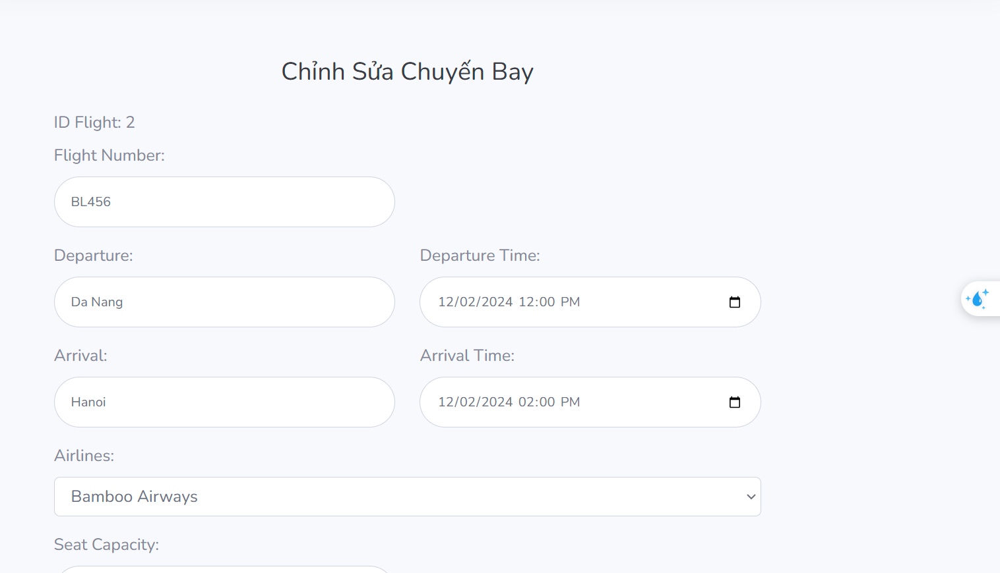 Chỉnh Sửa Chuyến Bay
ID Flight: 2
Flight Number:
BL456
Departure:
Departure Time:
Da Nang
12/02/2024 12:00 PM
Arrival:
Arrival Time:
Hanoi
12/02/2024 02:00 PM
Airlines:
Bamboo Airways
Seat Capacity: